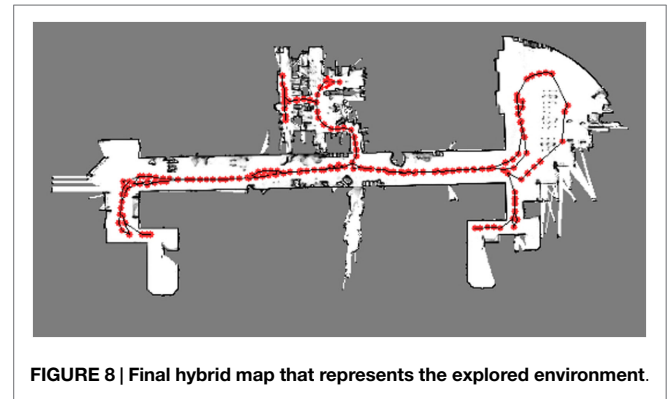 FIGURE 8 | Final hybrid map that represents the explored environment.